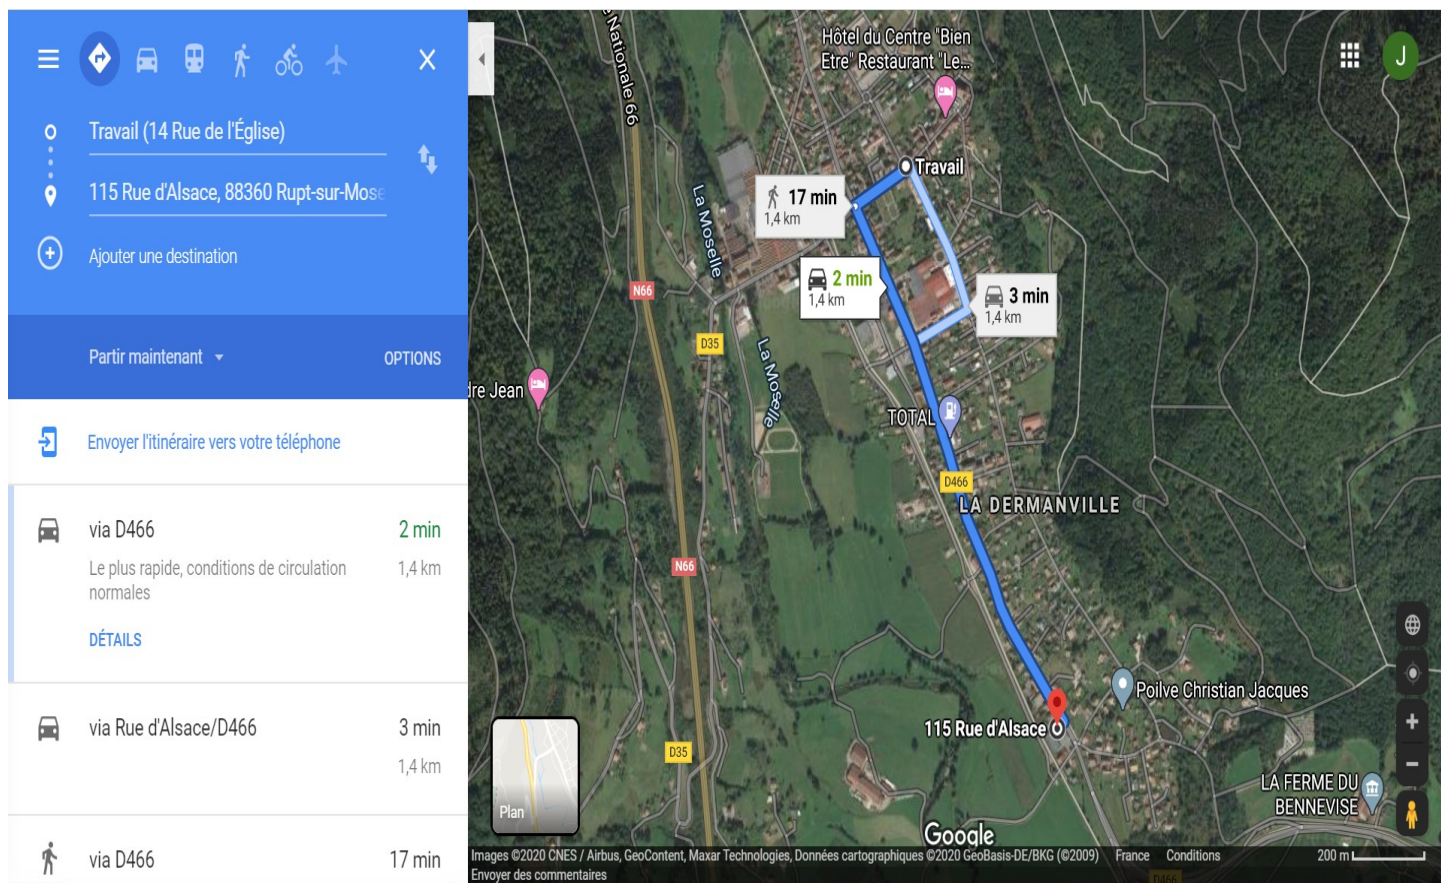 Travail (14 Rue de l'Église)
115 Rue d'Alsace, 88360 Rupt-sur-Mose
Ajouter une destination
Partir maintenant
OPTIONS
Envoyer l'itinéraire vers votre téléphone
via D466
2 min
Le plus rapide, conditions de circulation
1,4 km
normales
DÉTAILS
via Rue d'Alsace/D466
3 min
1,4 km
via D466
17 min
e Nationale 66
Hôtel du Centre "Bien
Etre" Restaurant "Le...
J
Travail
17 min
1,4 km
La Moselle
2 min
1,4 km
3 min
1,4 km
N66
D35
La Moselle
dre Jean
TOTAL
D466
LA DERMANVILLE
N66
Poilve Christian Jacques
115 Rue d'Alsace
D35
Plan
LA FERME DU
BENNEVISE
Google
Images ©2020 CNES / Airbus, GeoContent, Maxar Technologies, Données cartographiques ©2020 GeoBasis-DE/BKG (©2009)
France
Conditions
200 m
Envoyer des commentaires
D466